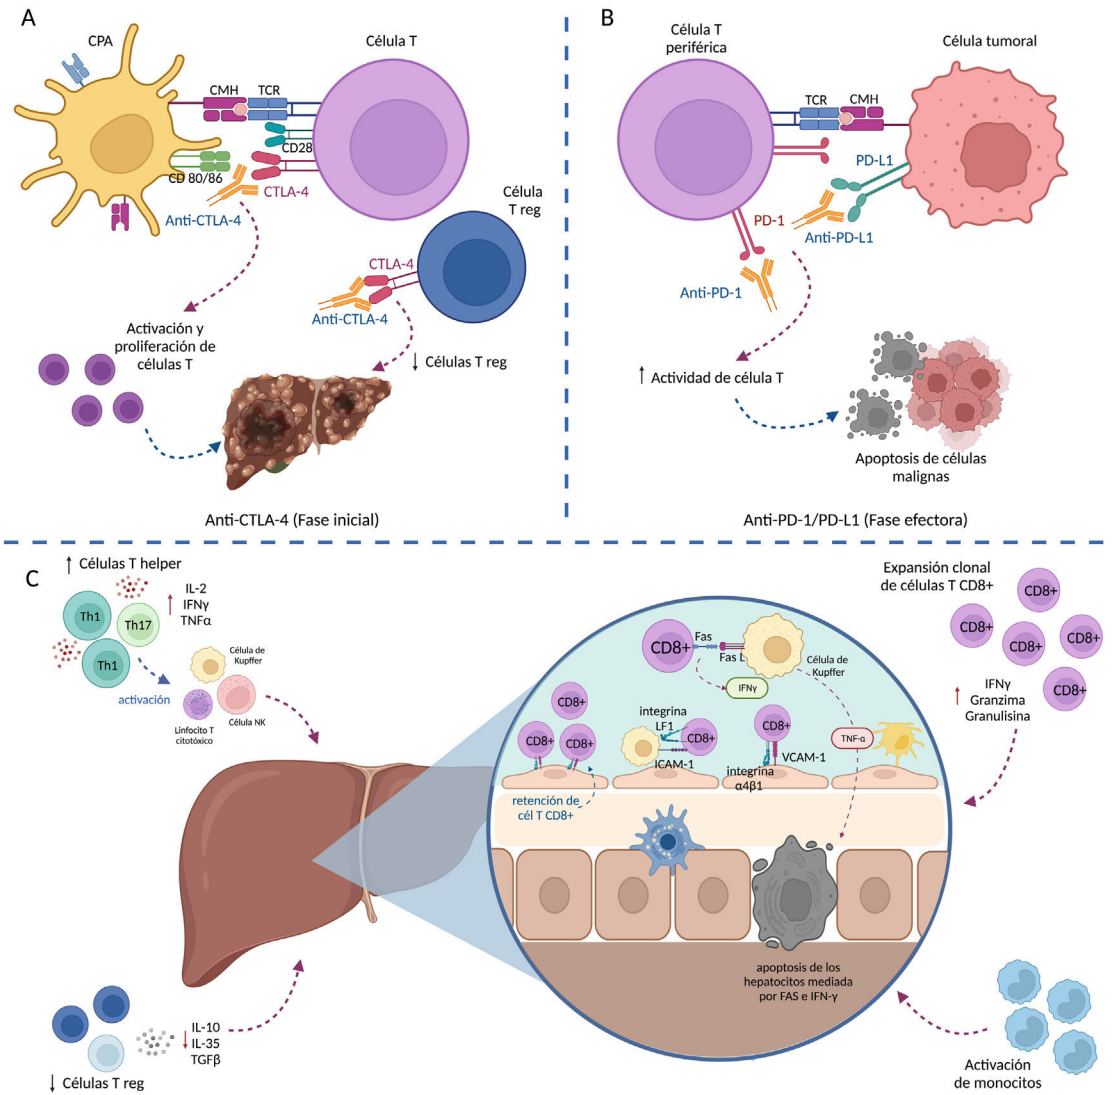 A
CPA
Célula T
CMH
TCR
CD28
CD 80/86
CTLA-4
Anti-CTLA-4
Célula
T reg
CTLA-4
Anti-CTLA-4
Activación y
proliferación de
células T
↓ Células T reg
Anti-CTLA-4 (Fase inicial)
B
Célula T
periférica
Célula tumoral
TCR
CMH
PD-L1
PD-1
Anti-PD-L1
Anti-PD-1
↑ Actividad de célula T
Apoptosis de células
malignas
Anti-PD-1/PD-L1 (Fase efectora)
C
↑ Células T helper
Th1
Th17
Th1
↑
IL-2
IFNγ
TNFα
activación
Célula de
Kupffer
Célula NK
Linfocito T
citotóxico
CD8+
Fas
Fas L
Célula de
Kupffer
IFNγ
CD8+
CD8+
CD8+
integrina
LF1
CD8+
ICAM-1
CD8+
VCAM-1
integrina
α4β1
TNF-α
retención de
cél T CD8+
apoptosis de los
hepatocitos mediada
por FAS e IFN-γ
Expansión clonal
de células T CD8+
CD8+
CD8+
CD8+
CD8+
CD8+
↑
IFNγ
Granzima
Granulisina
IL-10
↓ IL-35
TGFβ
↓ Células T reg
Activación
de monocitos